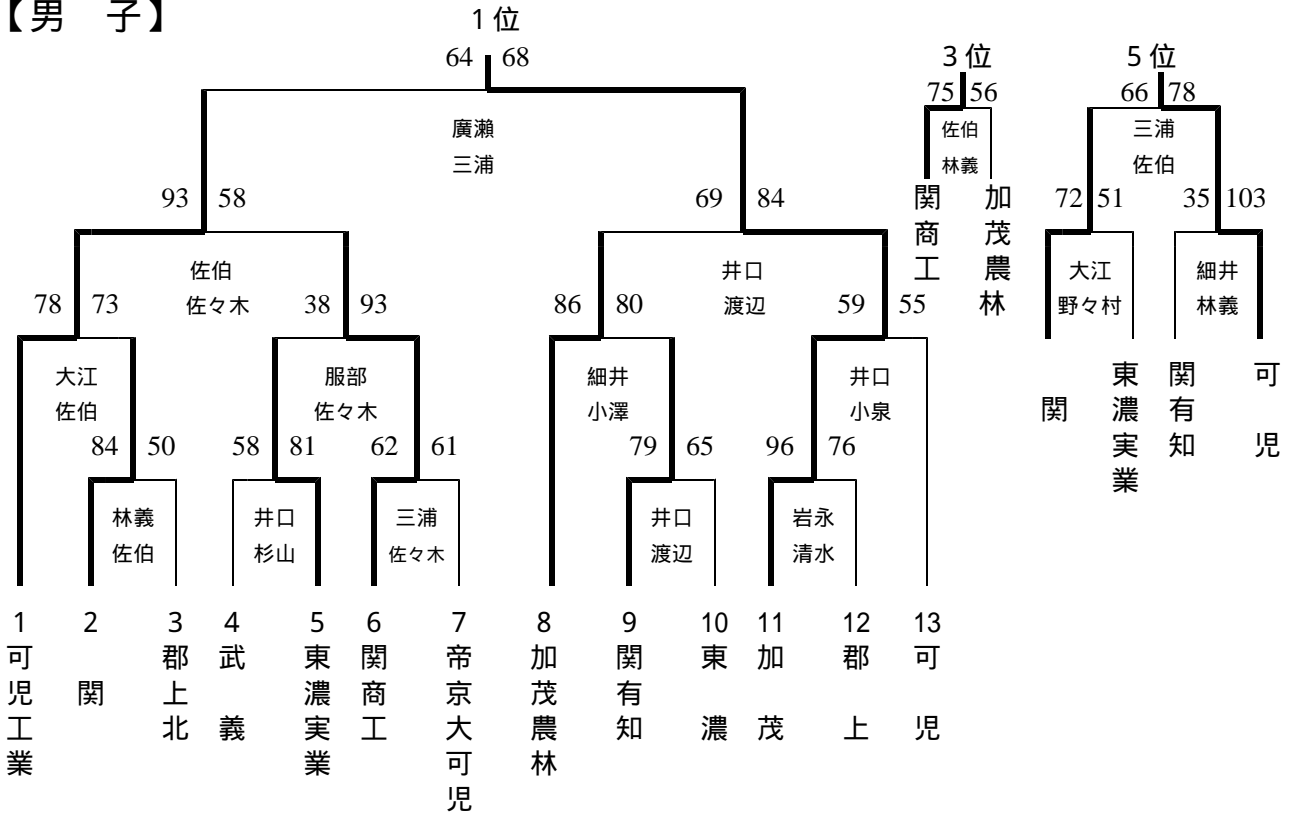 【男　子】
1 位
64 68
3 位
5 位
75 56
66 78
廣瀬
三浦
佐伯
林義
三浦
佐伯
93 58
69 84
関商工
加茂農林
72 51
35 103
佐伯
佐々木
井口
渡辺
大江
野々村
細井
林義
78 73
38 93
86 80
59 55
大江
佐伯
服部
佐々木
細井
小澤
井口
小泉
関
東濃実業
関有知
可　児
84 50
58 81
62 61
79 65
96 76
林義
佐伯
井口
杉山
三浦
佐々木
井口
渡辺
岩永
清水
1 可児工業
2 関
3 郡上北
4 武　義
5 東濃実業
6 関商工
7 帝京大可児
8 加茂農林
9 関有知
10 東　濃
11 加　茂
12 郡　上
13 可　児